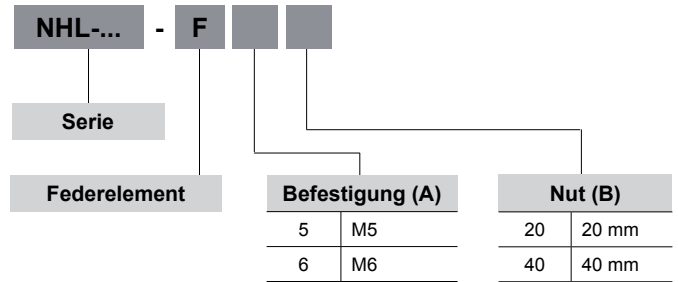 NHL-... - F
Serie
Federelement
Befestigung (A)
Nut (B)
5 M5
20 20 mm
6 M6
40 40 mm